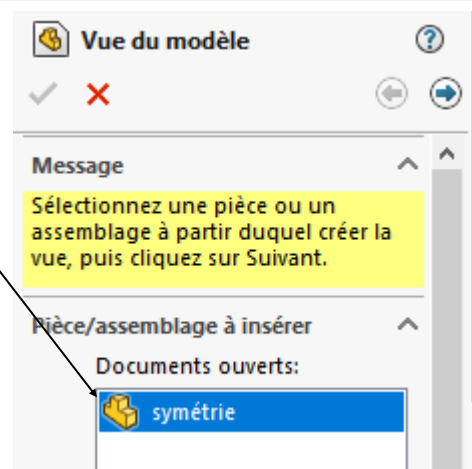 Vue du modèle
Message
Sélectionnez une pièce ou un
assemblage à partir duquel créer la
vue, puis cliquez sur Suivant.
Pièce/assemblage à insérer
Documents ouverts:
symétrie